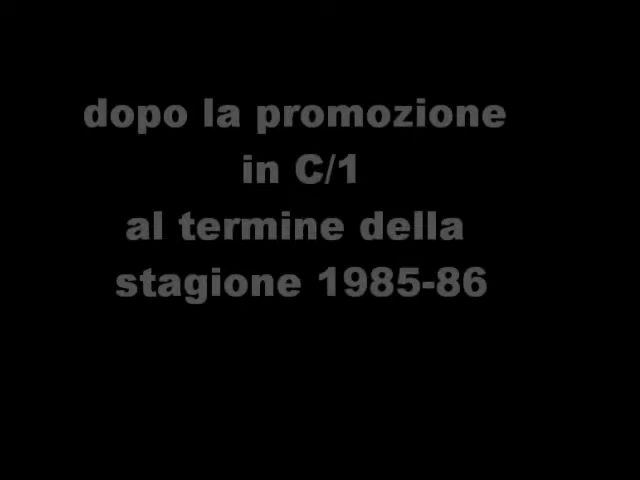 dopo la promozione
in C/1
al termine della
stagione 1985-86